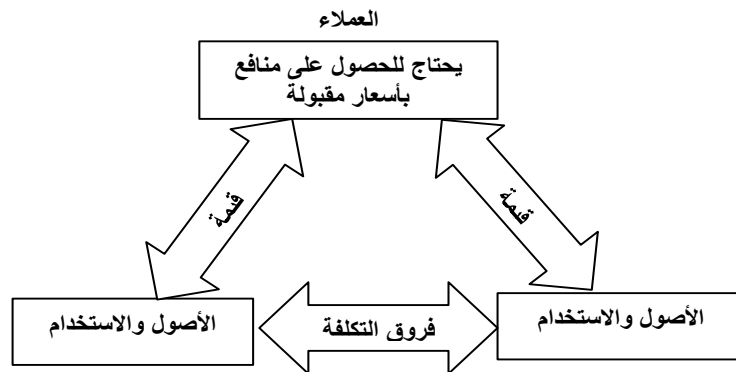 العملاء
يحتاج للحصول على منافع
بأسعار مقبولة
قيمة
قيمة
الأصول والاستخدام
فروق التكلفة
الأصول والاستخدام